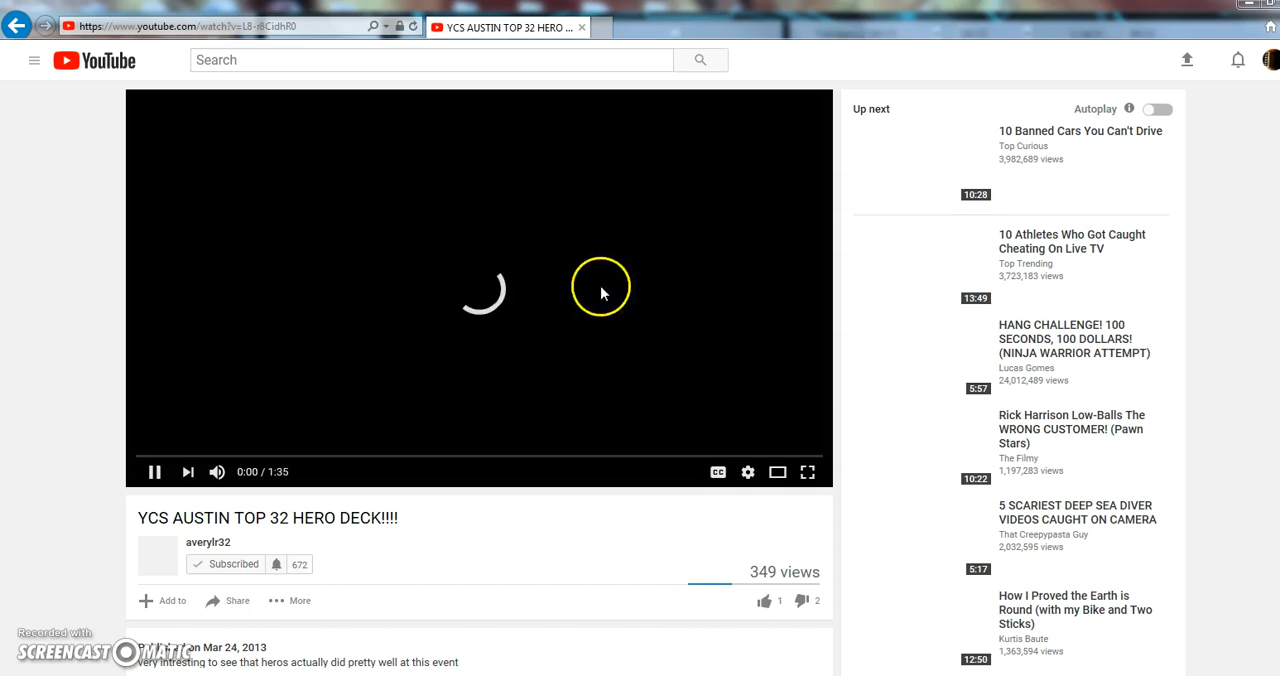 https://www.youtube.com/watch?v=L8-r8CidhR0
YCS AUSTIN TOP 32 HERO ...
YouTube
Search
0:00 / 1:35
CC
YCS AUSTIN TOP 32 HERO DECK!!!!
averylr32
Subscribed 672
349 views
Add to Share More
1 2
on Mar 24, 2013
very intresting to see that heros actually did pretty well at this event
Recorded with
SCREENCAST MATIC
Up next
Autoplay
10 Banned Cars You Can't Drive
Top Curious
3,982,689 views
10:28
10 Athletes Who Got Caught
Cheating On Live TV
Top Trending
3,723,183 views
13:49
HANG CHALLENGE! 100
SECONDS, 100 DOLLARS!
(NINJA WARRIOR ATTEMPT)
Lucas Gomes
24,012,489 views
5:57
Rick Harrison Low-Balls The
WRONG CUSTOMER! (Pawn
Stars)
The Filmy
1,197,283 views
10:22
5 SCARIEST DEEP SEA DIVER
VIDEOS CAUGHT ON CAMERA
That Creepypasta Guy
2,032,595 views
5:17
How I Proved the Earth is
Round (with my Bike and Two
Sticks)
Kurtis Baute
1,363,594 views
12:50